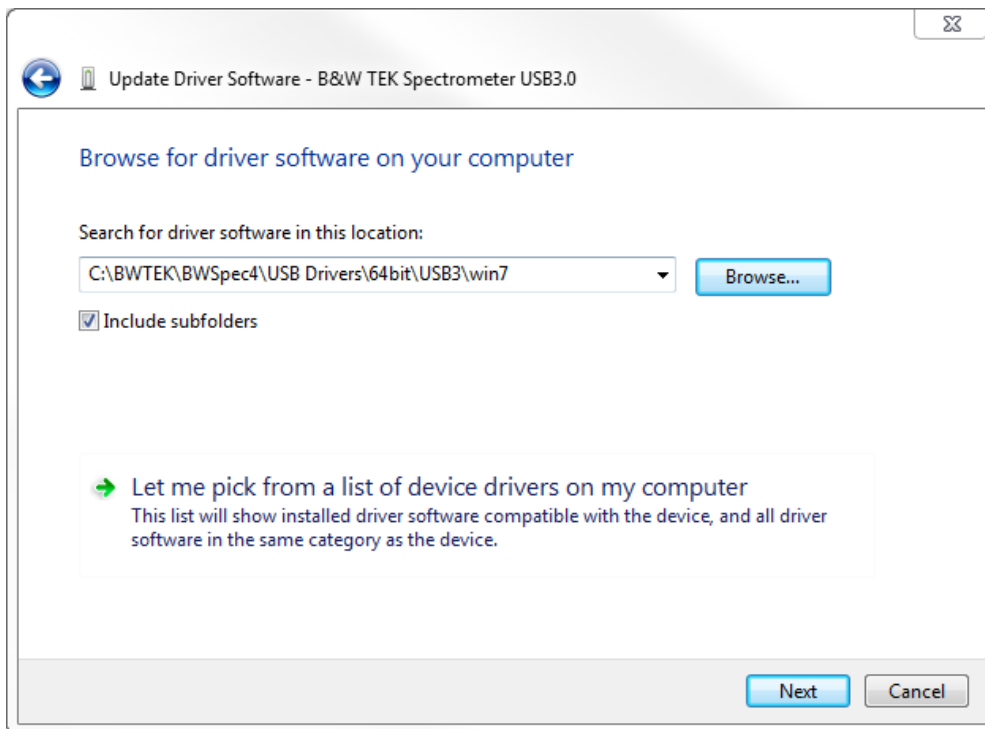 Update Driver Software - B&W TEK Spectrometer USB3.0
Browse for driver software on your computer
Search for driver software in this location:
C:\BWTEK\BWSpec4\USB Drivers\64bit\USB3\win7
Browse...
Include subfolders
Let me pick from a list of device drivers on my computer
This list will show installed driver software compatible with the device, and all driver
software in the same category as the device.
Next
Cancel